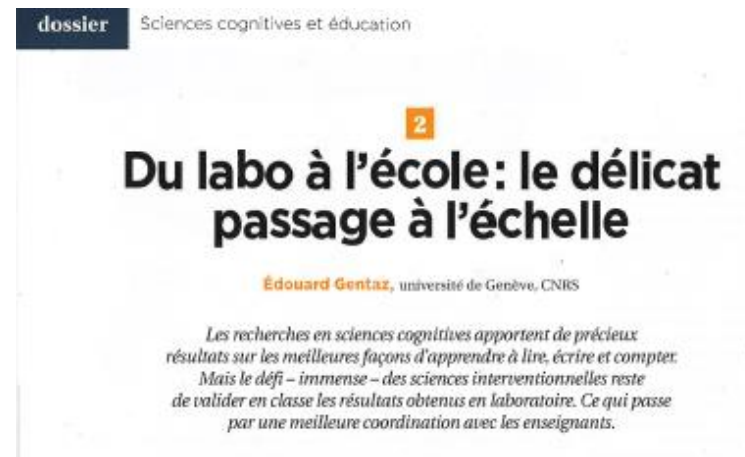 dossier Sciences cognitives et éducation
2
Du labo à l'école: le délicat
passage à l'échelle
Édouard Gentaz, université de Genève, CNRS
Les recherches en sciences cognitives apportent de précieux
résultats sur les meilleures façons d'apprendre à lire, écrire et compter.
Mais le défi – immense – des sciences interventionnelles reste
de valider en classe les résultats obtenus en laboratoire. Ce qui passe
par une meilleure coordination avec les enseignants.